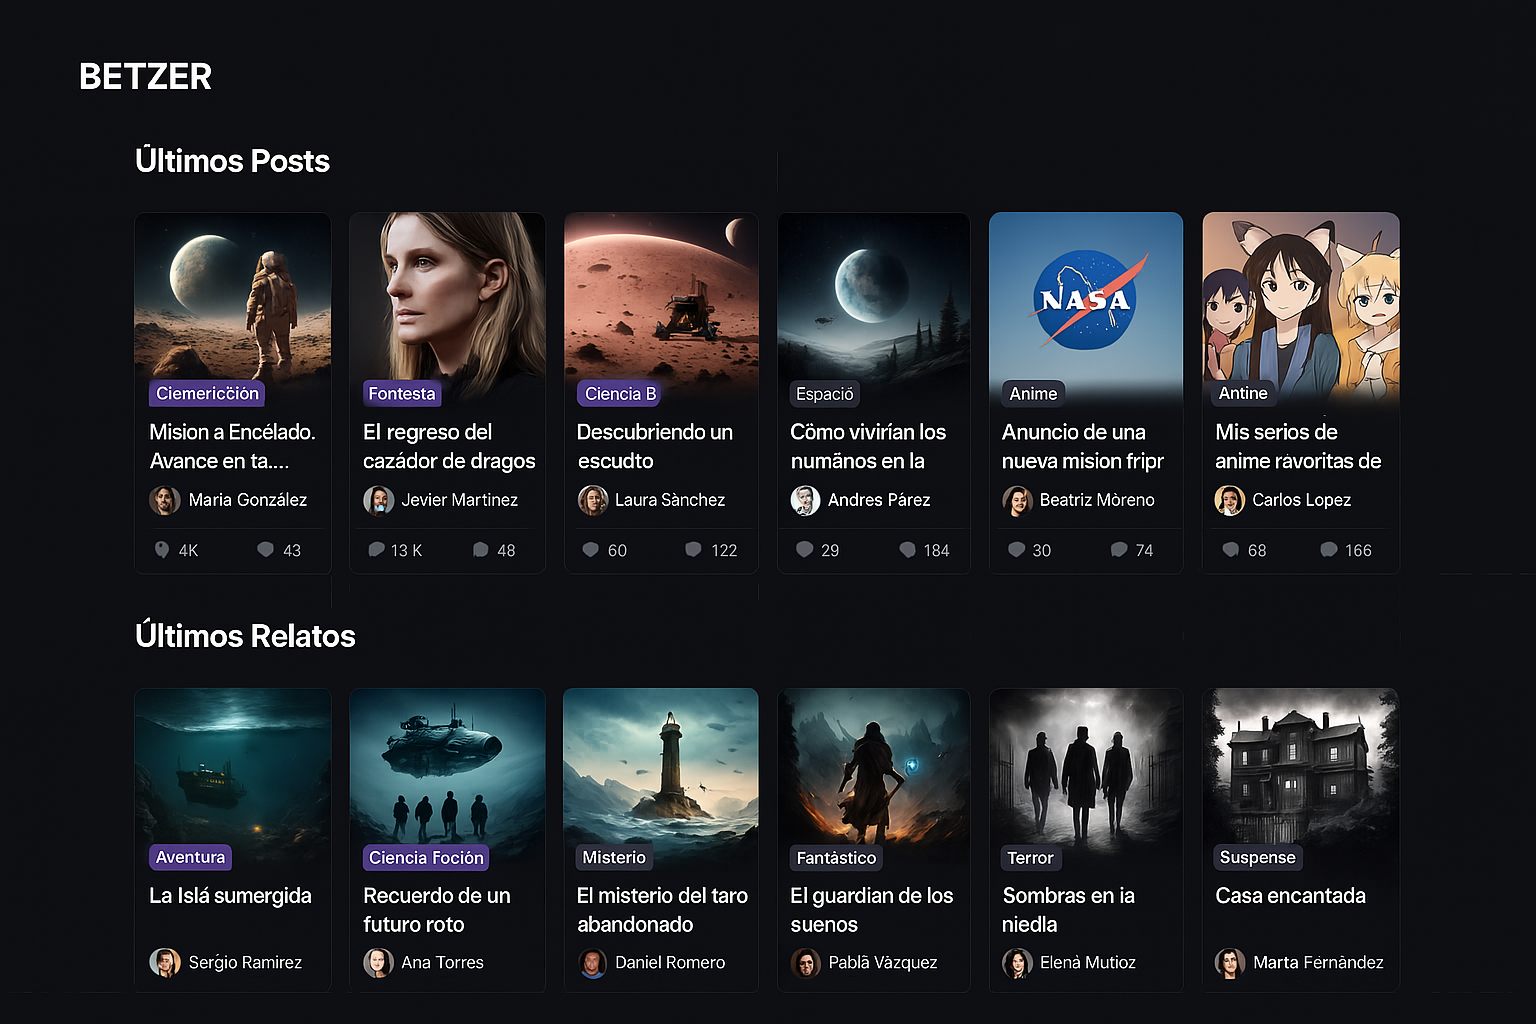 BETZER
Últimos Posts
NASA
Ciemericčión
Fontesta
Ciencia B
Espació
Anime
Antine
Mision a Encélado.
Avance en ta....
El regreso del
cazádor de dragos
Descubriendo un
escudto
Cömo vivirían los
numãnos en la
Anuncio de una
nueva mision fripr
Mis serios de
anime ràvoritas de
Maria González
Jevier Martinez
Laura Sànchez
Andres Párez
Beatriz Mòreno
Carlos Lopez
4K 43
13 K 48
60 122
29 184
30 74
68 166
Últimos Relatos
Aventura
Ciencia Foción
Misterio
Fantàstico
Terror
Suspense
La Islá sumergida
Recuerdo de un
futuro roto
El misterio del taro
abandonado
El guardian de los
suenos
Sombras en ia
niedla
Casa encantada
Serģio Ramirez
Ana Torres
Daniel Romero
Pablã Vàzquez
Elenà Mutioz
Marta Fërnàndez